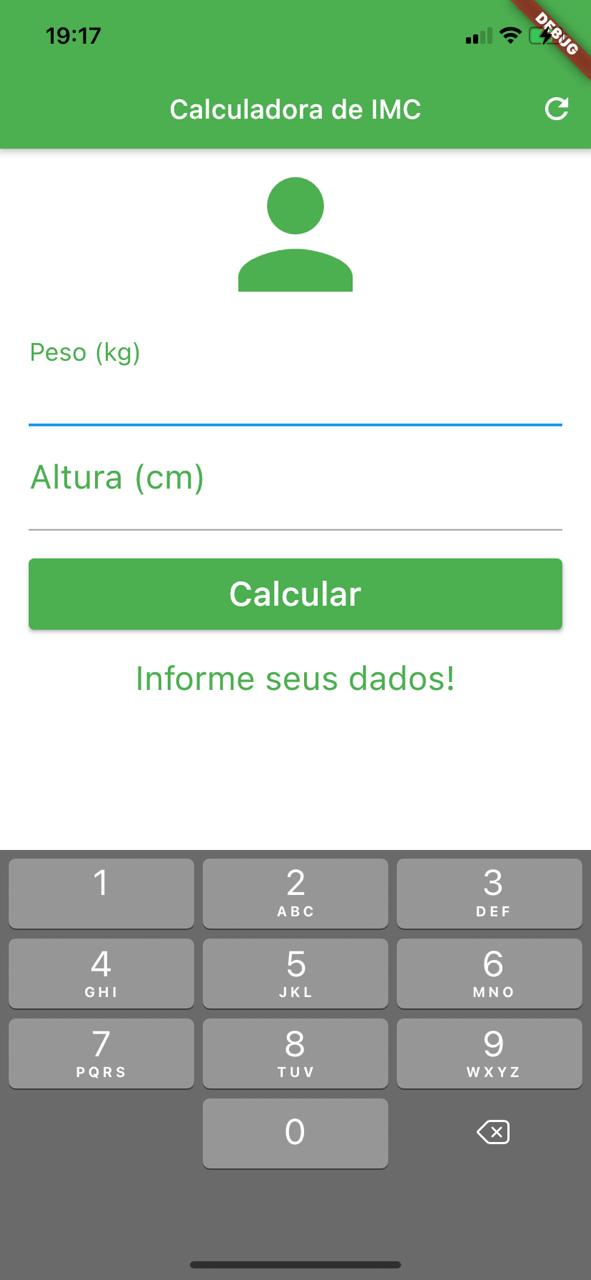 19:17
DEBUG
Calculadora de IMC
Peso (kg)
Altura (cm)
Calcular
Informe seus dados!
1 2 3
ABC DEF
4 5 6
GHI JKL MNO
7 8 9
PQRS TUV WXYZ
0